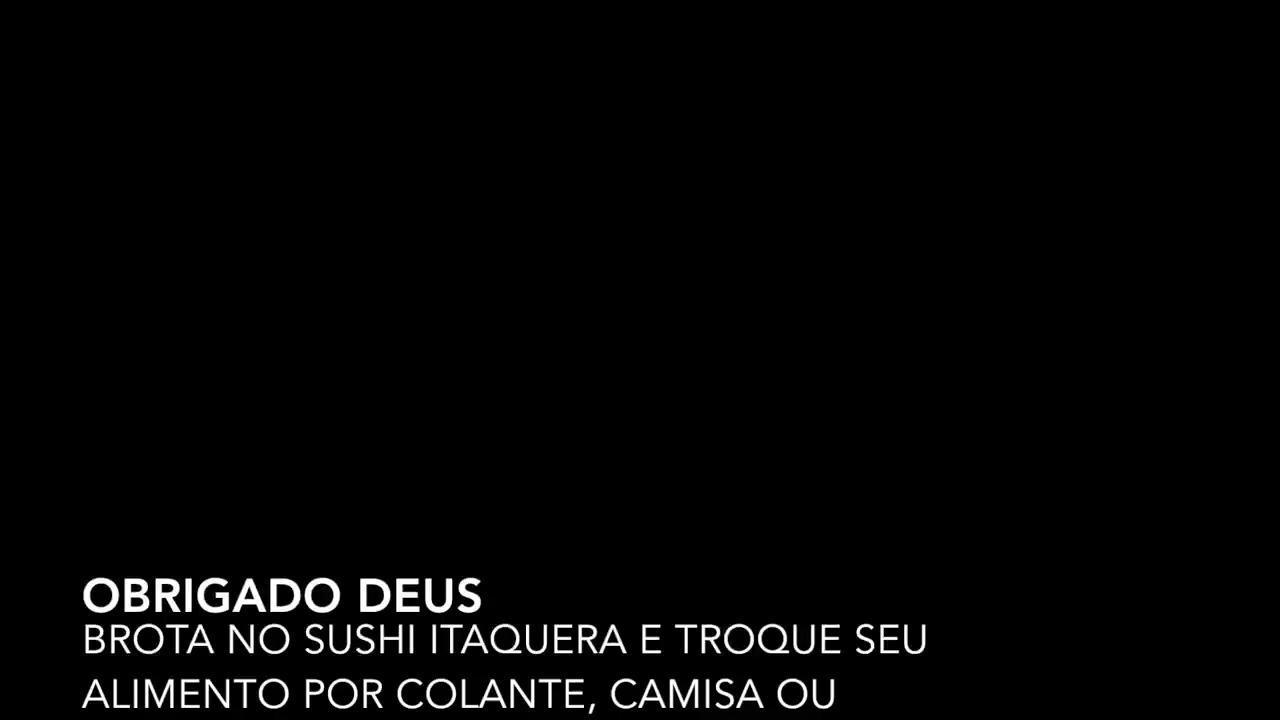 OBRIGADO DEUS
BROTA NO SUSHI ITAQUERA E TROQUE SEU
ALIMENTO POR COLANTE, CAMISA OU